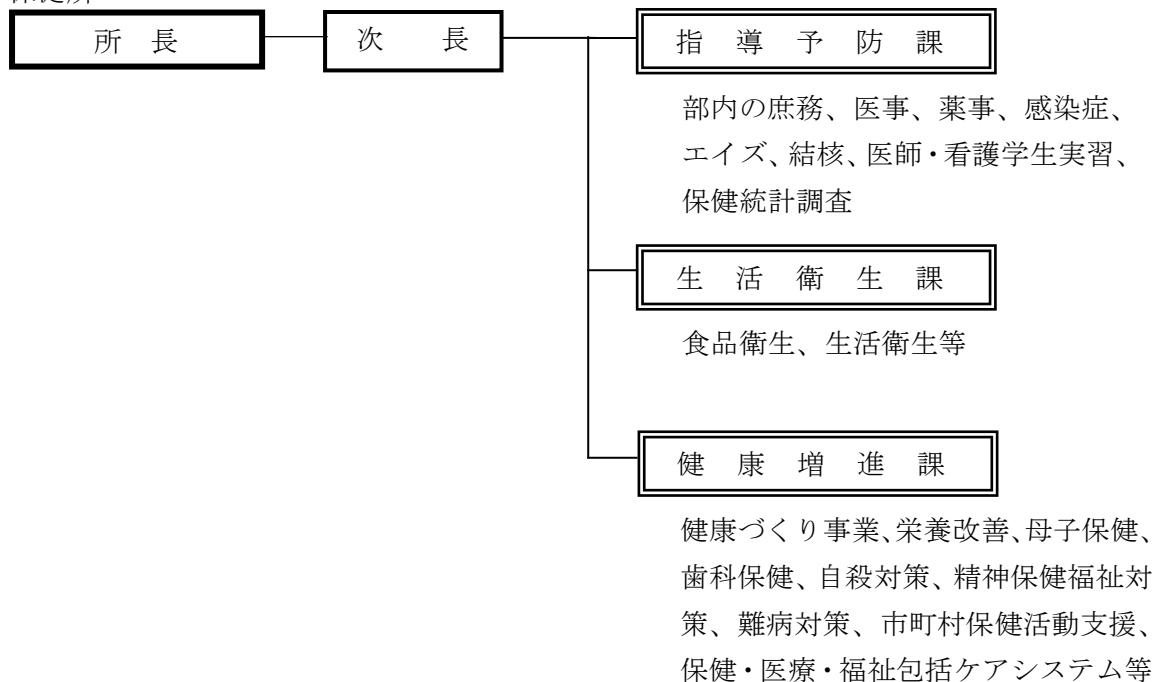 所 長
次 長
指 導 予 防 課
部内の庶務、医事、薬事、感染症、
エイズ、結核、医師・看護学生実習、
保健統計調査
生 活 衛 生 課
食品衛生、生活衛生等
健 康 増 進 課
健康づくり事業、栄養改善、母子保健、
歯科保健、自殺対策、精神保健福祉対
策、難病対策、市町村保健活動支援、
保健・医療・福祉包括ケアシステム等